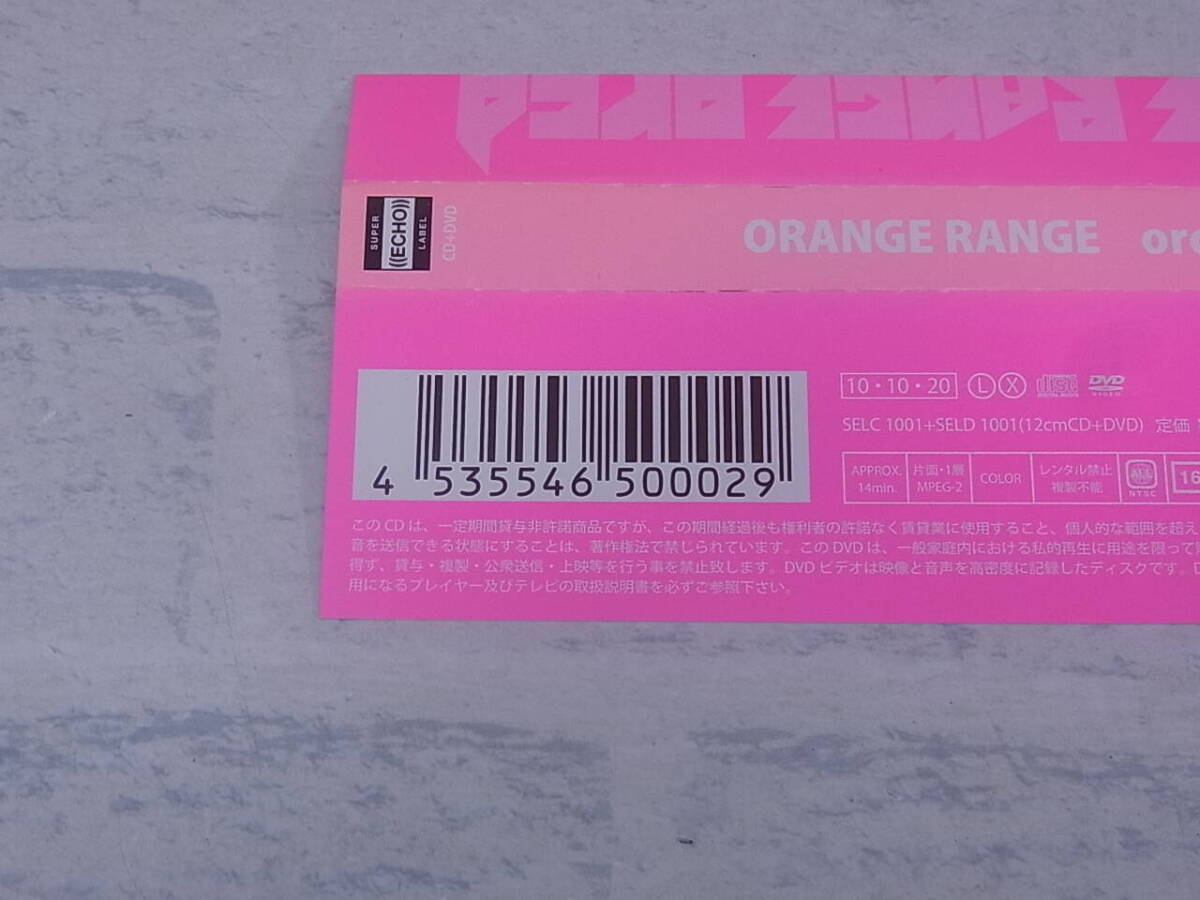 RANGE orcd
SUPER ((ECHO)) LABEL
CD+DVD
ORANGE RANGE
10・10・20 L X DVD VIDEO
SELC 1001+SELD 1001(12cmCD+DVD) 定価
APPROX. 14min. 片面・1層 MPEG-2 COLOR レンタル禁止 複製不能 ALL NTSC 16
4 535546 500029
このCDは、一定期間貸与非許諾商品ですが、この期間経過後も権利者の許諾なく賃貸業に使用すること、個人的な範囲を超え
音を送信できる状態にすることは、著作権法で禁じられています。このDVDは、一般家庭内における私的再生に用途を限って
得ず、貸与・複製・公衆送信・上映等を行う事を禁止致します。DVDビデオは映像と音声を高密度に記録したディスクです。
用になるプレイヤー及びテレビの取扱説明書を必ずご参照下さい。